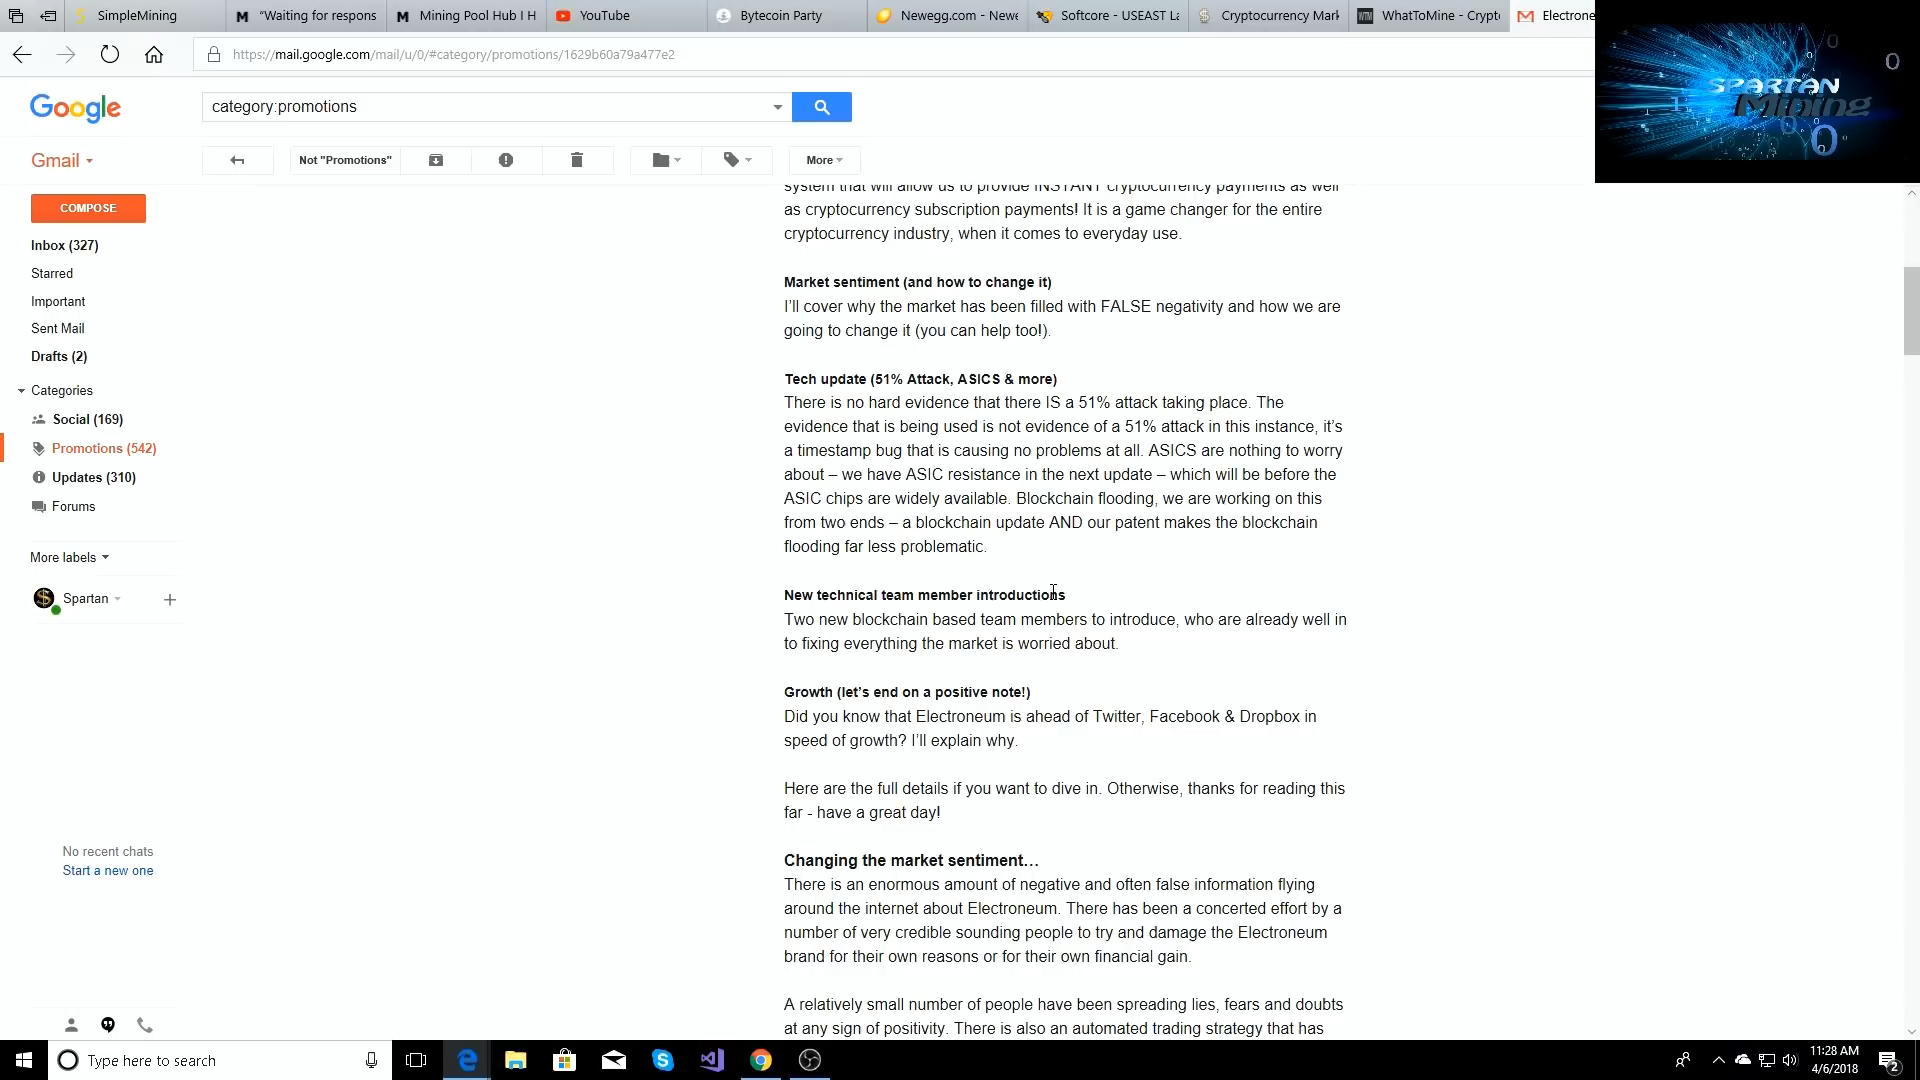 SimpleMining
"Waiting for respons
Mining Pool Hub I H
YouTube
Bytecoin Party
Newegg.com - Newe
Softcore - USEAST La
Cryptocurrency Mark
WhatToMine - Crypto
Electrone
https://mail.google.com/mail/u/0/#category/promotions/1629b60a79a477e2
SPARTAN
Mining
Google
category:promotions
Gmail
Not "Promotions"
More
COMPOSE
Inbox (327)
Starred
Important
Sent Mail
Drafts (2)
Categories
Social (169)
Promotions (542)
Updates (310)
Forums
More labels
Spartan
No recent chats
Start a new one
system that will allow us to provide INSTANT cryptocurrency payments as well
as cryptocurrency subscription payments! It is a game changer for the entire
cryptocurrency industry, when it comes to everyday use.
Market sentiment (and how to change it)
I'll cover why the market has been filled with FALSE negativity and how we are
going to change it (you can help too!).
Tech update (51% Attack, ASICS & more)
There is no hard evidence that there IS a 51% attack taking place. The
evidence that is being used is not evidence of a 51% attack in this instance, it's
a timestamp bug that is causing no problems at all. ASICS are nothing to worry
about – we have ASIC resistance in the next update – which will be before the
ASIC chips are widely available. Blockchain flooding, we are working on this
from two ends – a blockchain update AND our patent makes the blockchain
flooding far less problematic.
New technical team member introductions
Two new blockchain based team members to introduce, who are already well in
to fixing everything the market is worried about.
Growth (let's end on a positive note!)
Did you know that Electroneum is ahead of Twitter, Facebook & Dropbox in
speed of growth? I'll explain why.
Here are the full details if you want to dive in. Otherwise, thanks for reading this
far - have a great day!
Changing the market sentiment…
There is an enormous amount of negative and often false information flying
around the internet about Electroneum. There has been a concerted effort by a
number of very credible sounding people to try and damage the Electroneum
brand for their own reasons or for their own financial gain.
A relatively small number of people have been spreading lies, fears and doubts
at any sign of positivity. There is also an automated trading strategy that has
Type here to search
11:28 AM
4/6/2018
2